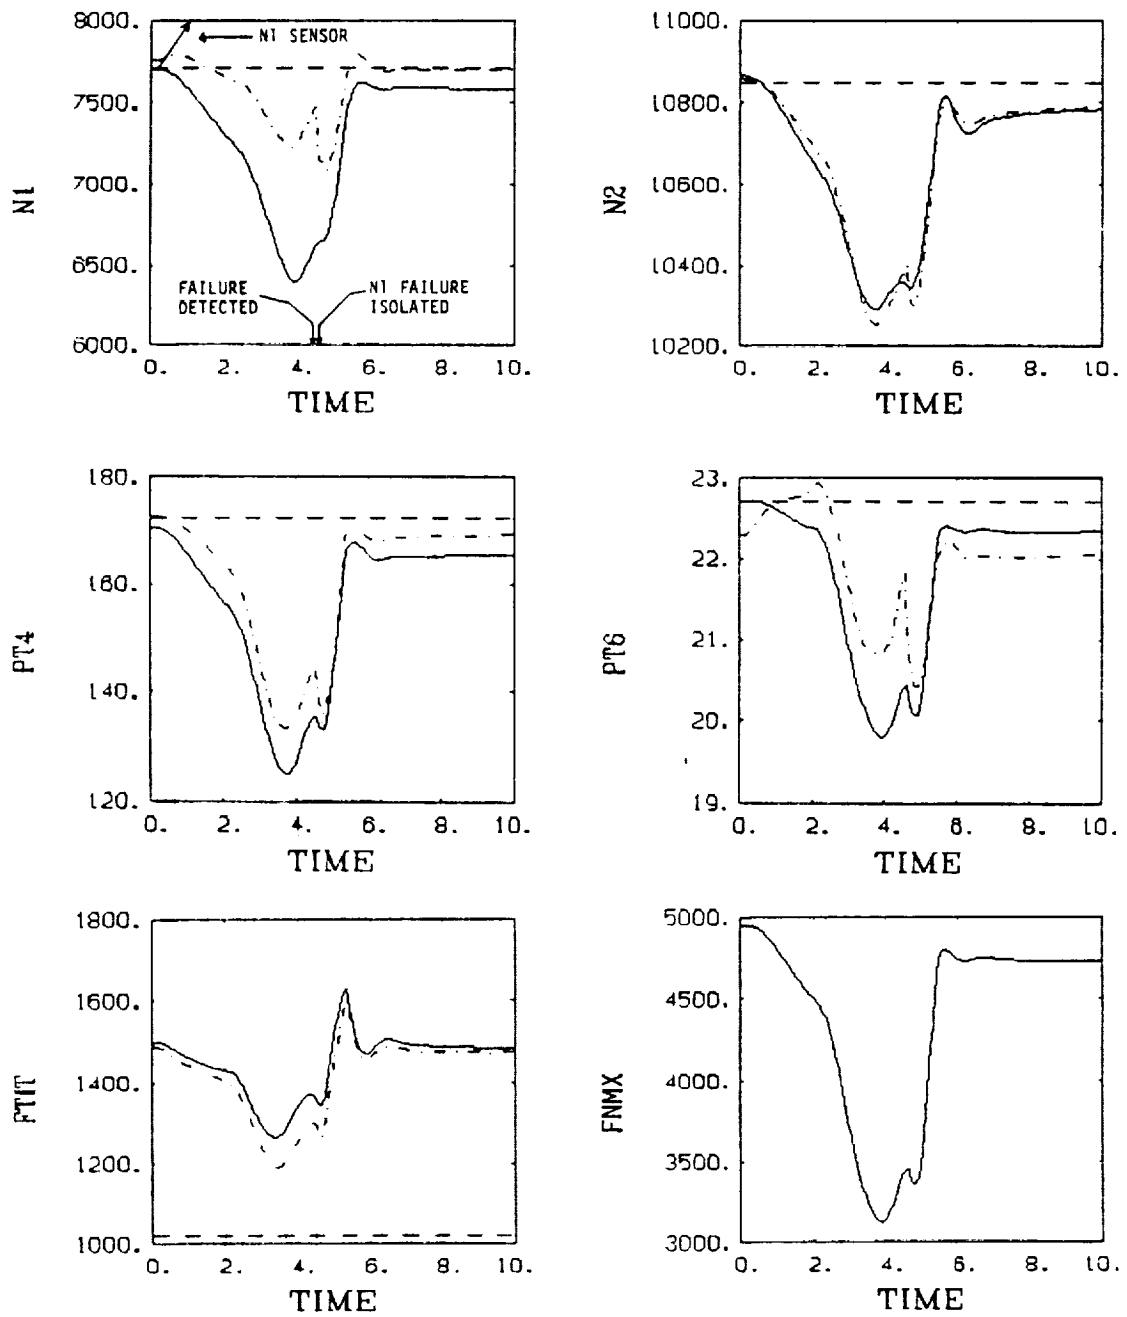 8000.
N1 SENSOR
7500.
7000.
6500.
6000.
N1
FAILURE
DETECTED
N1 FAILURE
ISOLATED
0. 2. 4. 6. 8. 10.
TIME
11000.
10800.
10600.
10400.
10200.
N2
0. 2. 4. 6. 8. 10.
TIME
180.
160.
140.
120.
PT4
0. 2. 4. 6. 8. 10.
TIME
23.
22.
21.
20.
19.
PT6
0. 2. 4. 6. 8. 10.
TIME
1800.
1600.
1400.
1200.
1000.
FTIT
0. 2. 4. 6. 8. 10.
TIME
5000.
4500.
4000.
3500.
3000.
FNMX
0. 2. 4. 6. 8. 10.
TIME